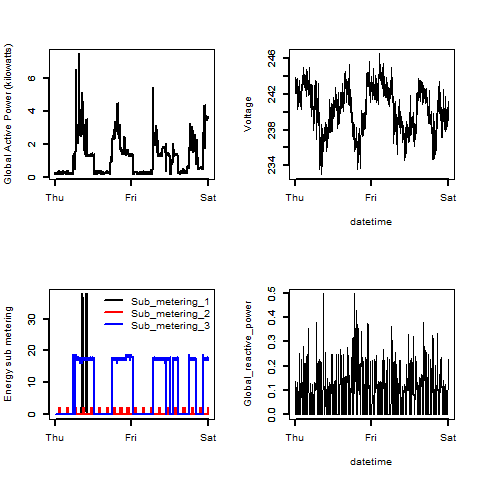 Global Active Power (kilowatts)
6
4
2
0
Thu
Fri
Sat
Voltage
246
242
238
234
Thu
Fri
Sat
datetime
Energy sub metering
30
20
10
0
Sub_metering_1
Sub_metering_2
Sub_metering_3
Thu
Fri
Sat
Global_reactive_power
0.5
0.4
0.3
0.2
0.1
0.0
Thu
Fri
Sat
datetime